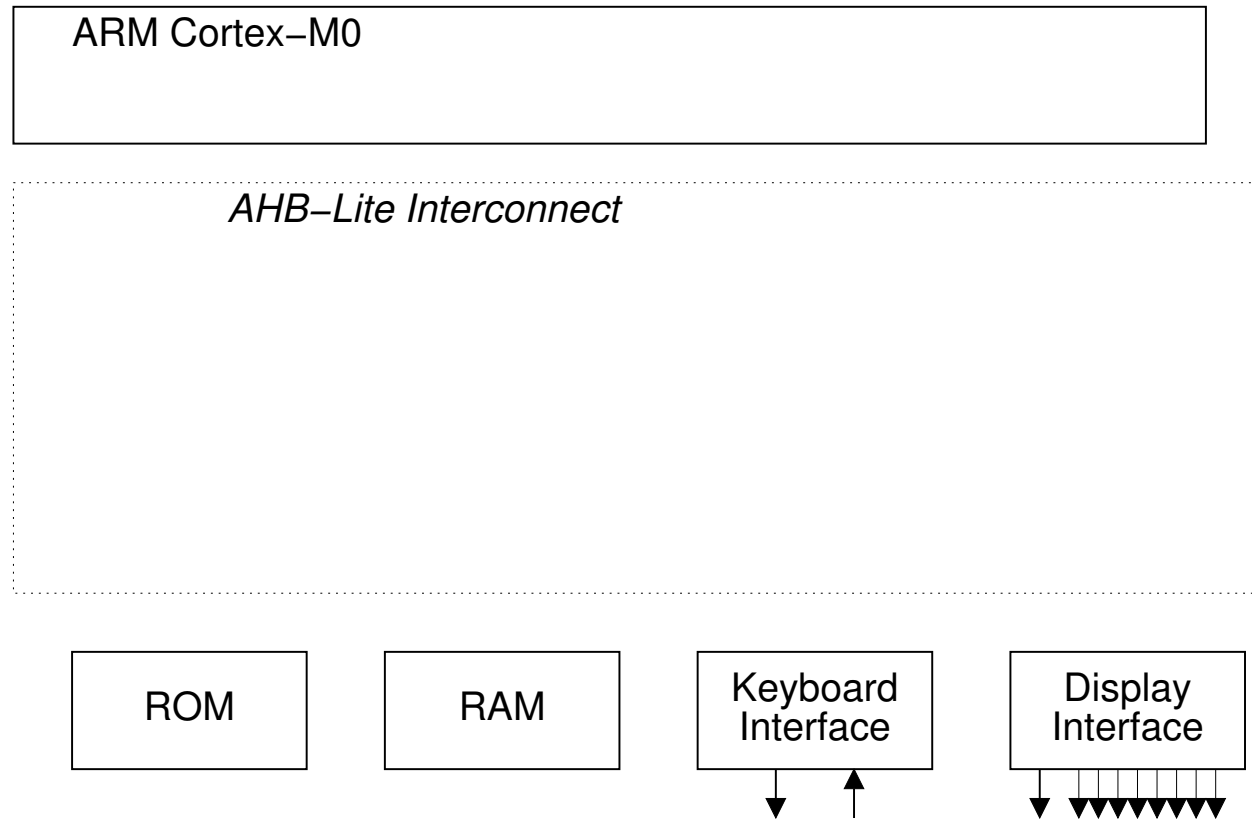 ARM Cortex−M0
AHB−Lite Interconnect
ROM
RAM
Keyboard
Interface
Display
Interface